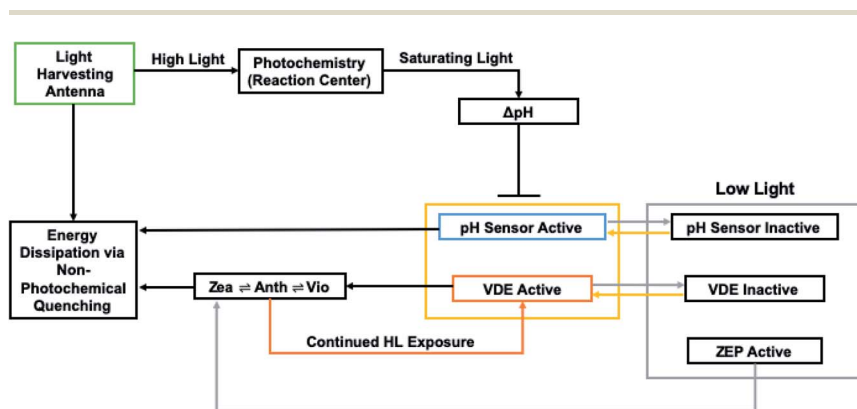 Light
Harvesting
Antenna
High Light
Photochemistry
(Reaction Center)
Saturating Light
ΔpH
Low Light
Energy
Dissipation via
Non-
Photochemical
Quenching
pH Sensor Active
pH Sensor Inactive
Zea ⇌ Anth ⇌ Vio
VDE Active
VDE Inactive
Continued HL Exposure
ZEP Active